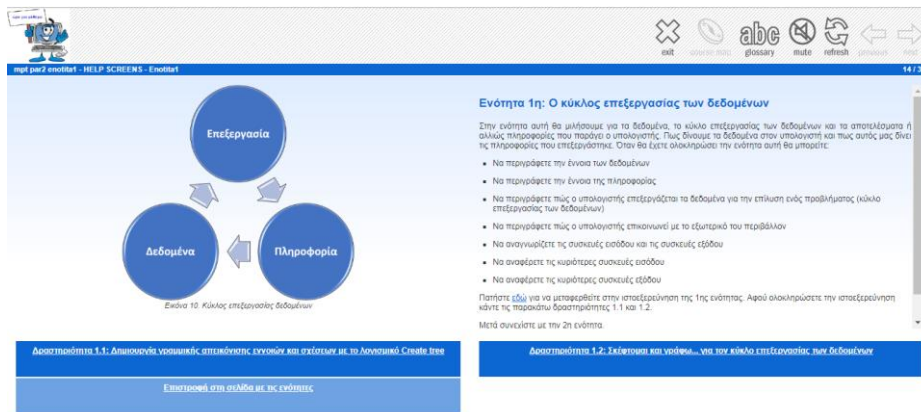 exit
course map
abc
glossary
mute
refresh
previous
next
mpt par2 enotita1 - HELP SCREENS - Enotita1
14 / 3
Επεξεργασία
Δεδομένα
Πληροφορία
Εικόνα 10. Κύκλος επεξεργασίας δεδομένων
Ενότητα 1η: Ο κύκλος επεξεργασίας των δεδομένων
Στην ενότητα αυτή θα μιλήσουμε για τα δεδομένα, το κύκλο επεξεργασίας των δεδομένων και τα αποτελέσματα ή
αλλιώς πληροφορίες που παράγει ο υπολογιστής. Πως δίνουμε τα δεδομένα στον υπολογιστή και πως αυτός μας δίνει
τις πληροφορίες που επεξεργάστηκε. Όταν θα έχετε ολοκληρώσει την ενότητα αυτή θα μπορείτε:
• Να περιγράφετε την έννοια των δεδομένων
• Να περιγράφετε την έννοια της πληροφορίας
• Να περιγράφετε πώς ο υπολογιστής επεξεργάζεται τα δεδομένα για την επίλυση ενός προβλήματος (κύκλο
επεξεργασίας των δεδομένων)
• Να περιγράφετε πώς ο υπολογιστής επικοινωνεί με το εξωτερικό του περιβάλλον
• Να αναγνωρίζετε τις συσκευές εισόδου και τις συσκευές εξόδου
• Να αναφέρετε τις κυριότερες συσκευές εισόδου
• Να αναφέρετε τις κυριότερες συσκευές εξόδου
Πατήστε εδώ για να μεταφερθείτε στην ιστοεξερεύνηση της 1ης ενότητας. Αφού ολοκληρώσετε την ιστοεξερεύνηση
κάντε τις παρακάτω δραστηριότητες 1.1 και 1.2.
Μετά συνεχίστε με την 2η ενότητα.
Δραστηριότητα 1.1: Δημιουργία γραμμικής απεικόνισης εννοιών και σχέσεων με το λογισμικό Create tree
Δραστηριότητα 1.2: Σκέφτομαι και γράφω... για τον κύκλο επεξεργασίας των δεδομένων
Επιστροφή στη σελίδα με τις ενότητες